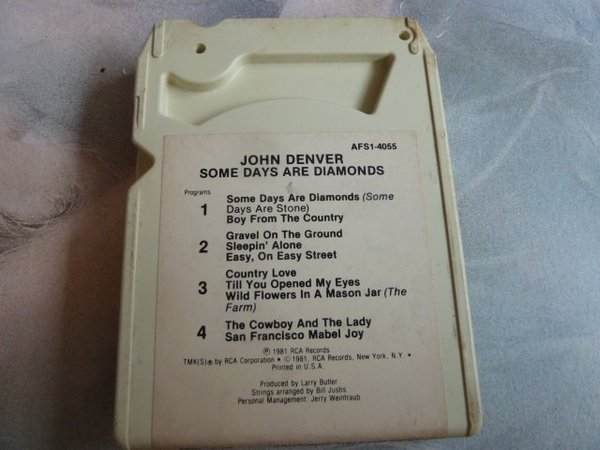 AFS1-4055
JOHN DENVER
SOME DAYS ARE DIAMONDS
Programs
1 Some Days Are Diamonds (Some
Days Are Stone)
Boy From The Country
2 Gravel On The Ground
Sleepin' Alone
Easy, On Easy Street
3 Country Love
Till You Opened My Eyes
Wild Flowers In A Mason Jar (The
Farm)
4 The Cowboy And The Lady
San Francisco Mabel Joy
℗ 1981 RCA Records
TMK(S)® by RCA Corporation • © 1981, RCA Records, New York, N.Y. •
Printed in U.S.A.
Produced by Larry Butler
Strings arranged by Bill Justis
Personal Management: Jerry Weintraub